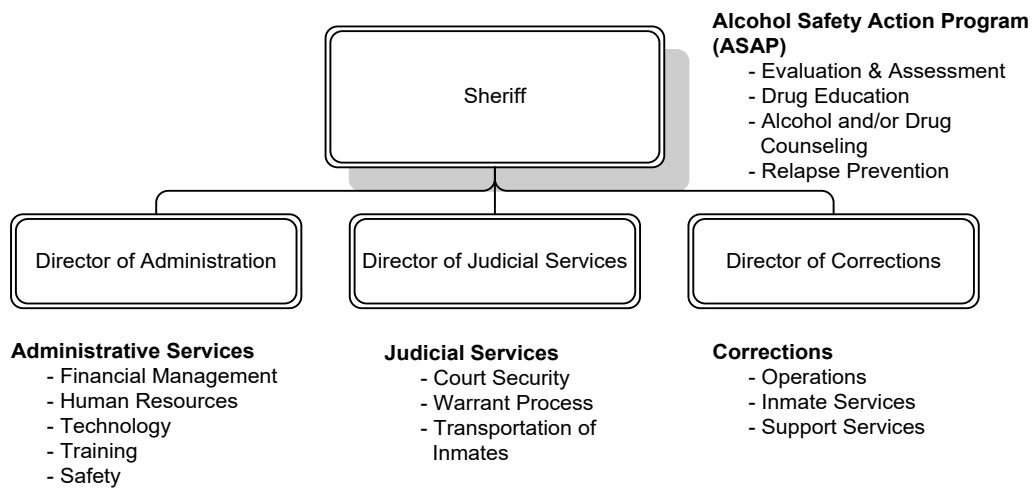 Sheriff
Alcohol Safety Action Program
(ASAP)
- Evaluation & Assessment
- Drug Education
- Alcohol and/or Drug
Counseling
- Relapse Prevention
Director of Administration
Director of Judicial Services
Director of Corrections
Administrative Services
- Financial Management
- Human Resources
- Technology
- Training
- Safety
Judicial Services
- Court Security
- Warrant Process
- Transportation of
Inmates
Corrections
- Operations
- Inmate Services
- Support Services